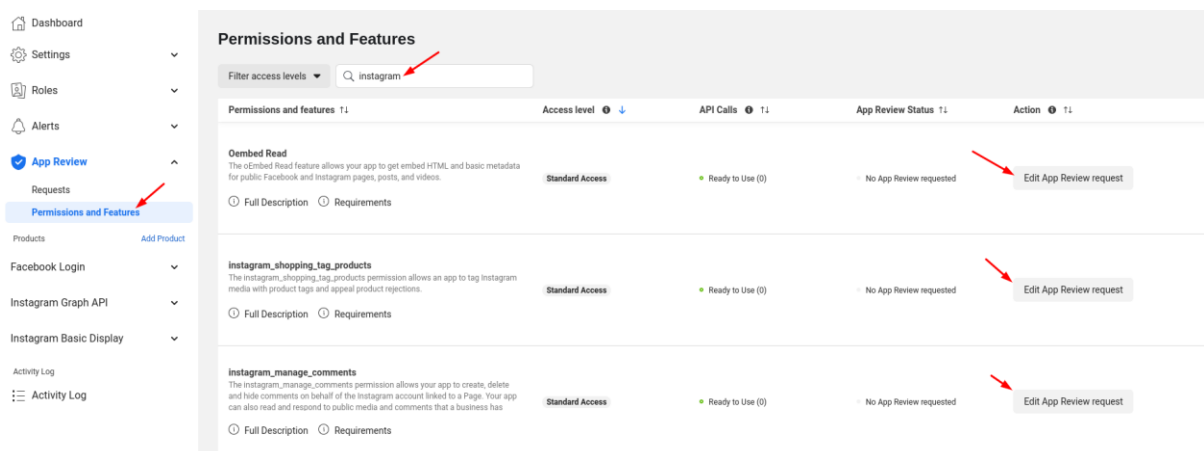 Dashboard
Settings
Roles
Alerts
App Review
Requests
Permissions and Features
Products Add Product
Facebook Login
Instagram Graph API
Instagram Basic Display
Activity Log
Activity Log
Permissions and Features
Filter access levels instagram
Permissions and features Access level API Calls App Review Status Action
Oembed Read
The oEmbed Read feature allows your app to get embed HTML and basic metadata
for public Facebook and Instagram pages, posts, and videos.
Standard Access Ready to Use (0) No App Review requested Edit App Review request
Full Description Requirements
instagram_shopping_tag_products
The instagram_shopping_tag_products permission allows an app to tag Instagram
media with product tags and appeal product rejections.
Standard Access Ready to Use (0) No App Review requested Edit App Review request
Full Description Requirements
instagram_manage_comments
The instagram_manage_comments permission allows your app to create, delete
and hide comments on behalf of the Instagram account linked to a Page. Your app
can also read and respond to public media and comments that a business has
Standard Access Ready to Use (0) No App Review requested Edit App Review request
Full Description Requirements